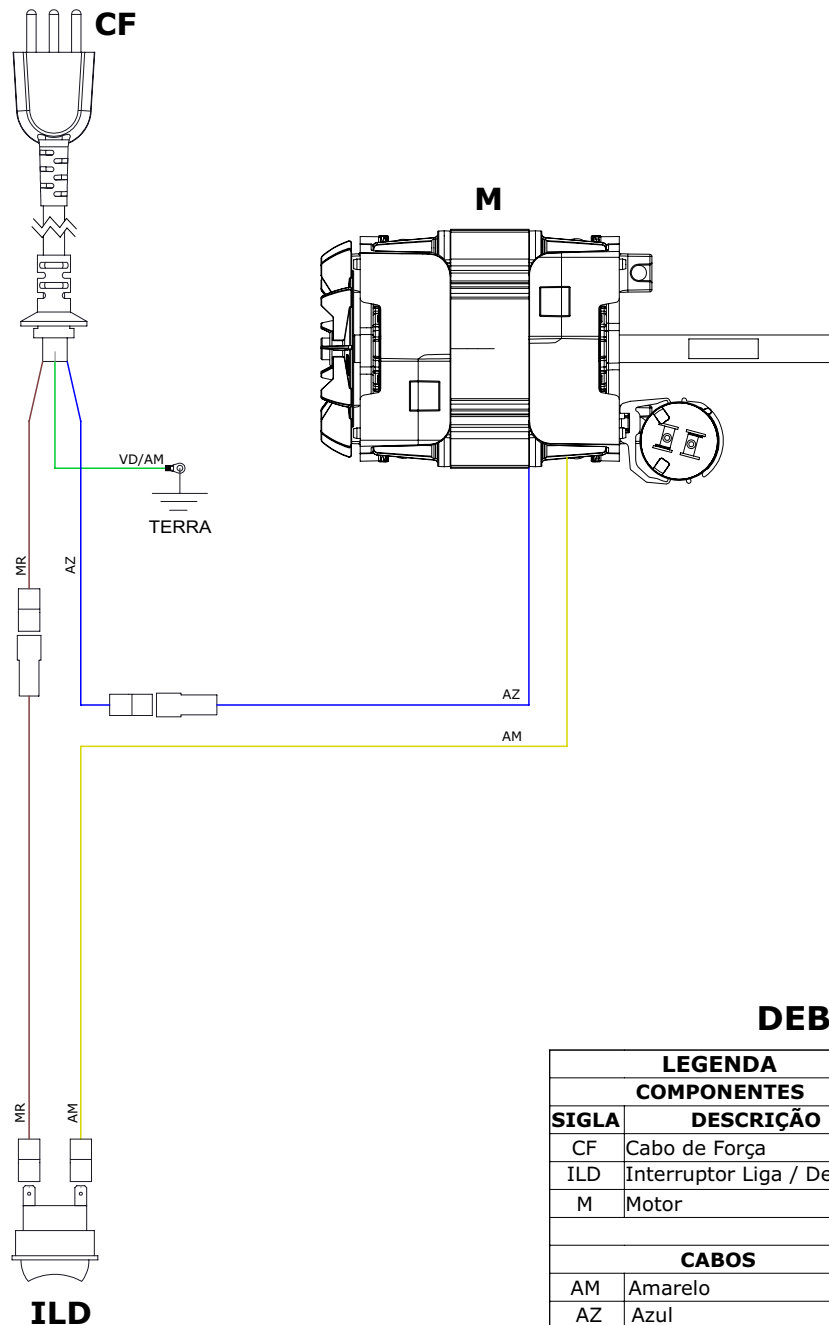 CF
M
VD/AM
TERRA
MR
AZ
AZ
AM
MR
AM
ILD
DEB
LEGENDA
COMPONENTES
SIGLA DESCRIÇÃO
CF Cabo de Força
ILD Interruptor Liga / De
M Motor
CABOS
AM Amarelo
AZ Azul